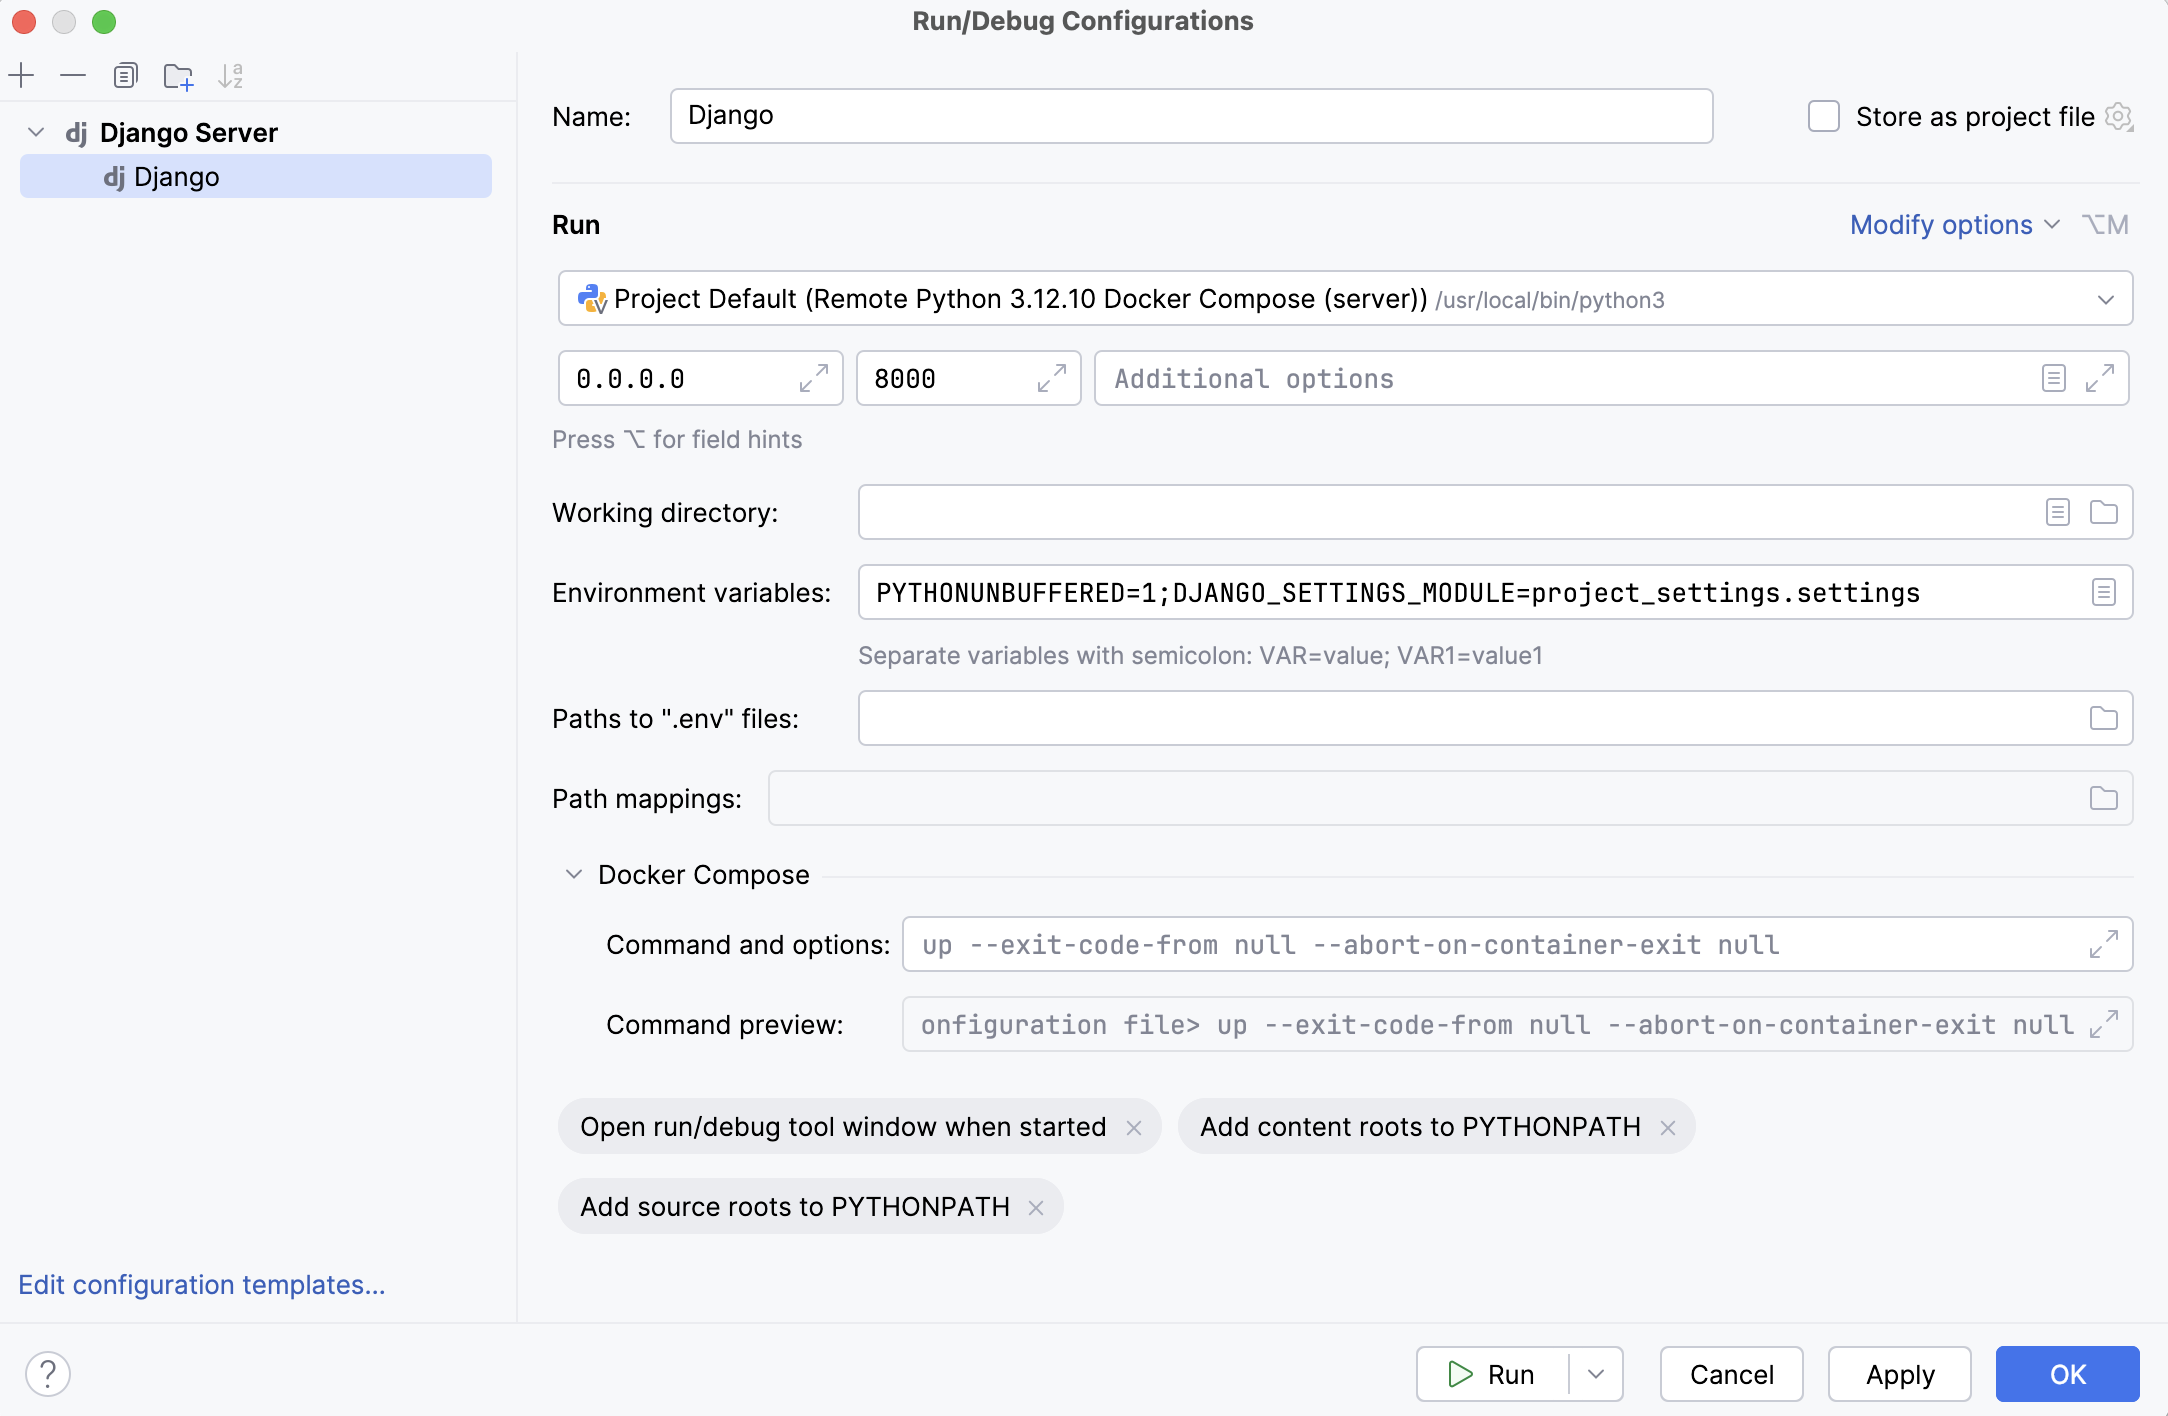 Run/Debug Configurations
Django Server
Django
Edit configuration templates...
Name: Django
Store as project file
Run
Modify options ⌥M
Project Default (Remote Python 3.12.10 Docker Compose (server)) /usr/local/bin/python3
0.0.0.0 8000 Additional options
Press ⌥ for field hints
Working directory:
Environment variables: PYTHONUNBUFFERED=1;DJANGO_SETTINGS_MODULE=project_settings.settings
Separate variables with semicolon: VAR=value; VAR1=value1
Paths to ".env" files:
Path mappings:
Docker Compose
Command and options: up --exit-code-from null --abort-on-container-exit null
Command preview: onfiguration file> up --exit-code-from null --abort-on-container-exit null
Open run/debug tool window when started Add content roots to PYTHONPATH
Add source roots to PYTHONPATH
? Run Cancel Apply OK